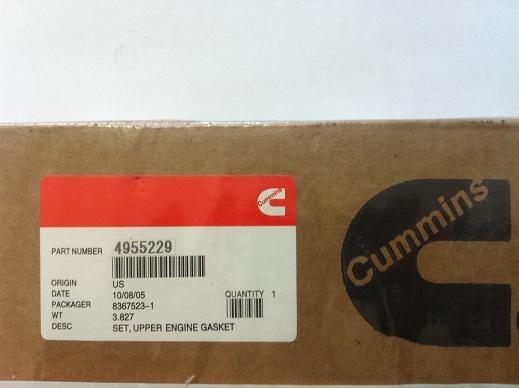 Cummins
PART NUMBER 4955229
ORIGIN US
DATE 10/08/05 QUANTITY 1
PACKAGER 8367523-1
WT 3.827
DESC SET, UPPER ENGINE GASKET
Cummins